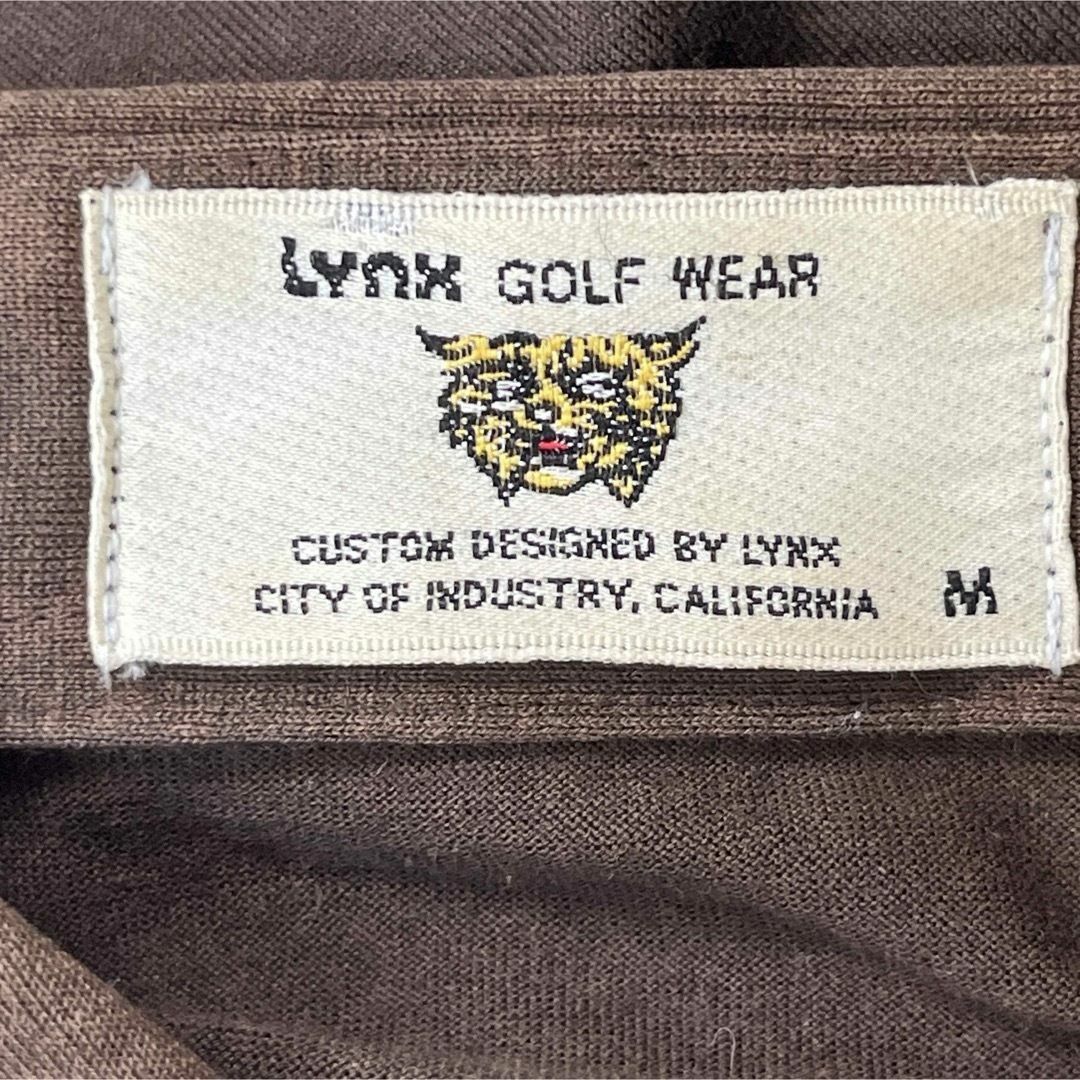 Lynx GOLF WEAR
CUSTOM DESIGNED BY LYNX
CITY OF INDUSTRY, CALIFORNIA M